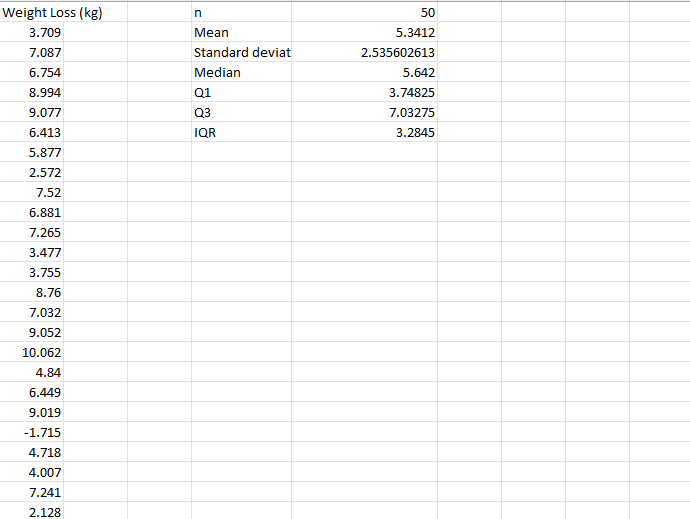 Weight Loss (kg) n 50
3.709 Mean 5.3412
7.087 Standard deviat 2.535602613
6.754 Median 5.642
8.994 Q1 3.74825
9.077 Q3 7.03275
6.413 IQR 3.2845
5.877
2.572
7.52
6.881
7.265
3.477
3.755
8.76
7.032
9.052
10.062
4.84
6.449
9.019
-1.715
4.718
4.007
7.241
2.128